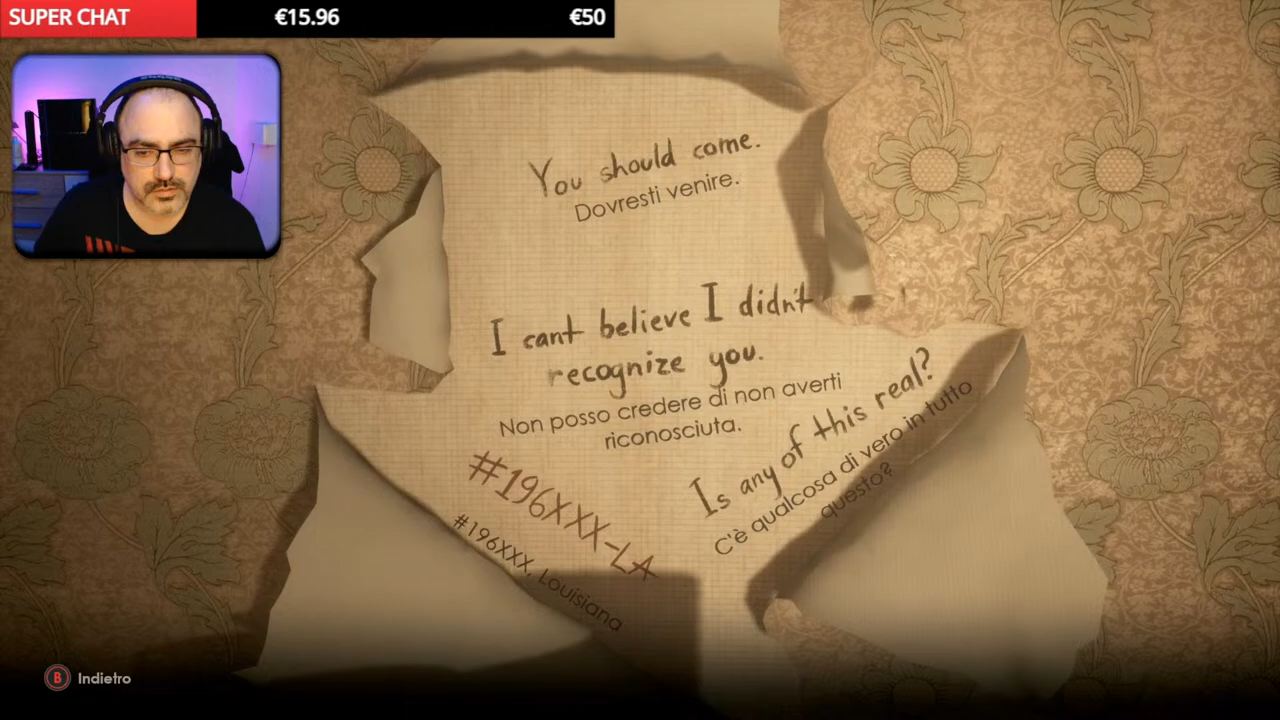 SUPER CHAT €15.96 €50
You should come.
Dovresti venire.
I cant believe I didn't
recognize you.
Non posso credere di non averti
riconosciuta.
Is any of this real?
C'è qualcosa di vero in tutto
questo?
#196XXX-LA
#196XXX, Louisiana
B Indietro